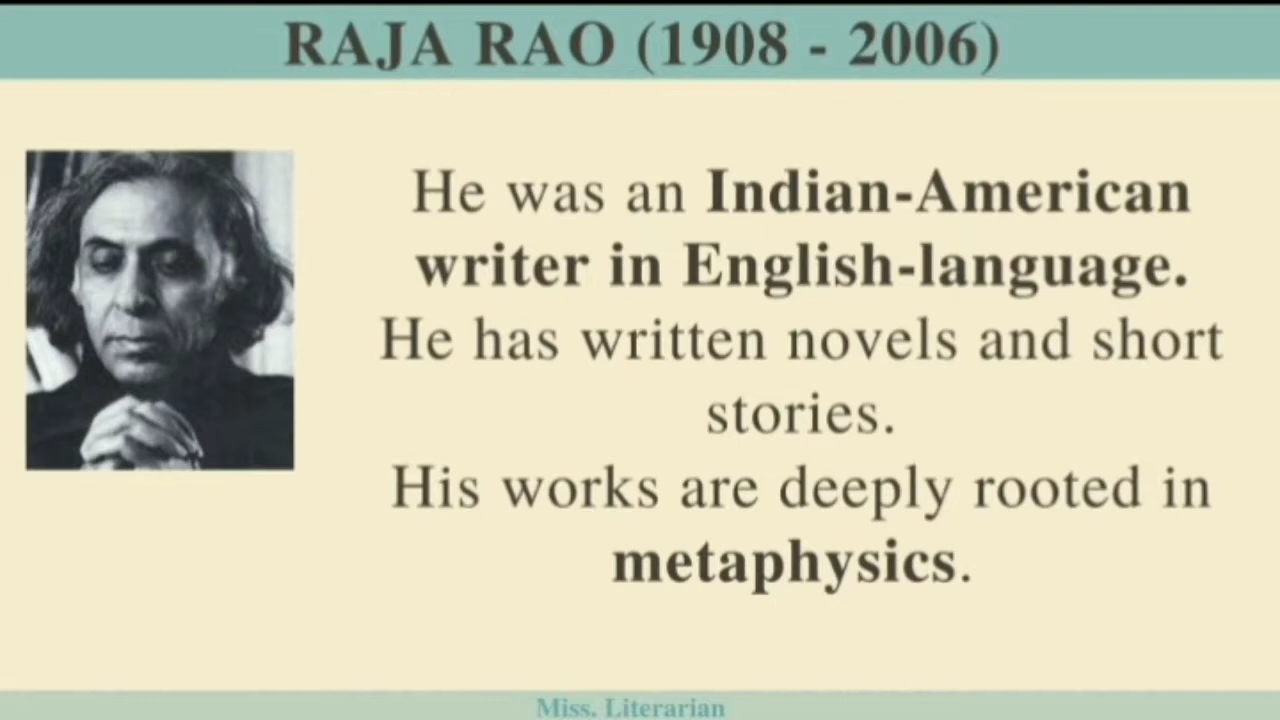 RAJA RAO (1908 - 2006)
He was an Indian-American
writer in English-language.
He has written novels and short
stories.
His works are deeply rooted in
metaphysics.
Miss. Literarian